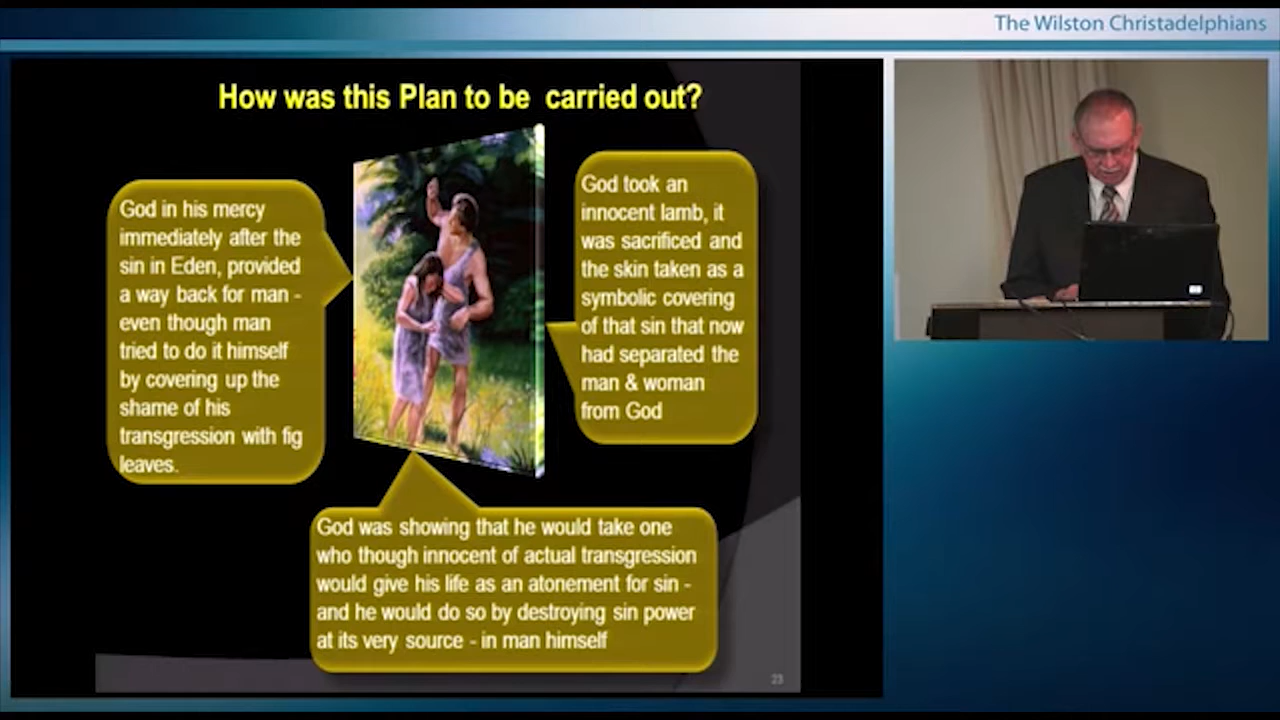 The Wilston Christadelphians
How was this Plan to be carried out?
God in his mercy
immediately after the
sin in Eden, provided
a way back for man -
even though man
tried to do it himself
by covering up the
shame of his
transgression with fig
leaves.
God took an
innocent lamb, it
was sacrificed and
the skin taken as a
symbolic covering
of that sin that now
had separated the
man & woman
from God
God was showing that he would take one
who though innocent of actual transgression
would give his life as an atonement for sin -
and he would do so by destroying sin power
at its very source - in man himself
23